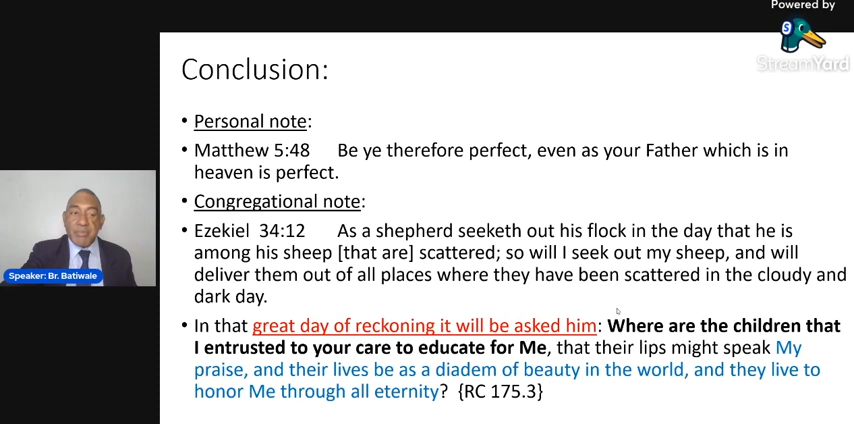 Powered by
S
StreamYard
Conclusion:
• Personal note:
• Matthew 5:48 Be ye therefore perfect, even as your Father which is in
heaven is perfect.
• Congregational note:
• Ezekiel 34:12 As a shepherd seeketh out his flock in the day that he is
among his sheep [that are] scattered; so will I seek out my sheep, and will
deliver them out of all places where they have been scattered in the cloudy and
dark day.
• In that great day of reckoning it will be asked him: Where are the children that
I entrusted to your care to educate for Me, that their lips might speak My
praise, and their lives be as a diadem of beauty in the world, and they live to
honor Me through all eternity? {RC 175.3}
Speaker: Br. Batiwale